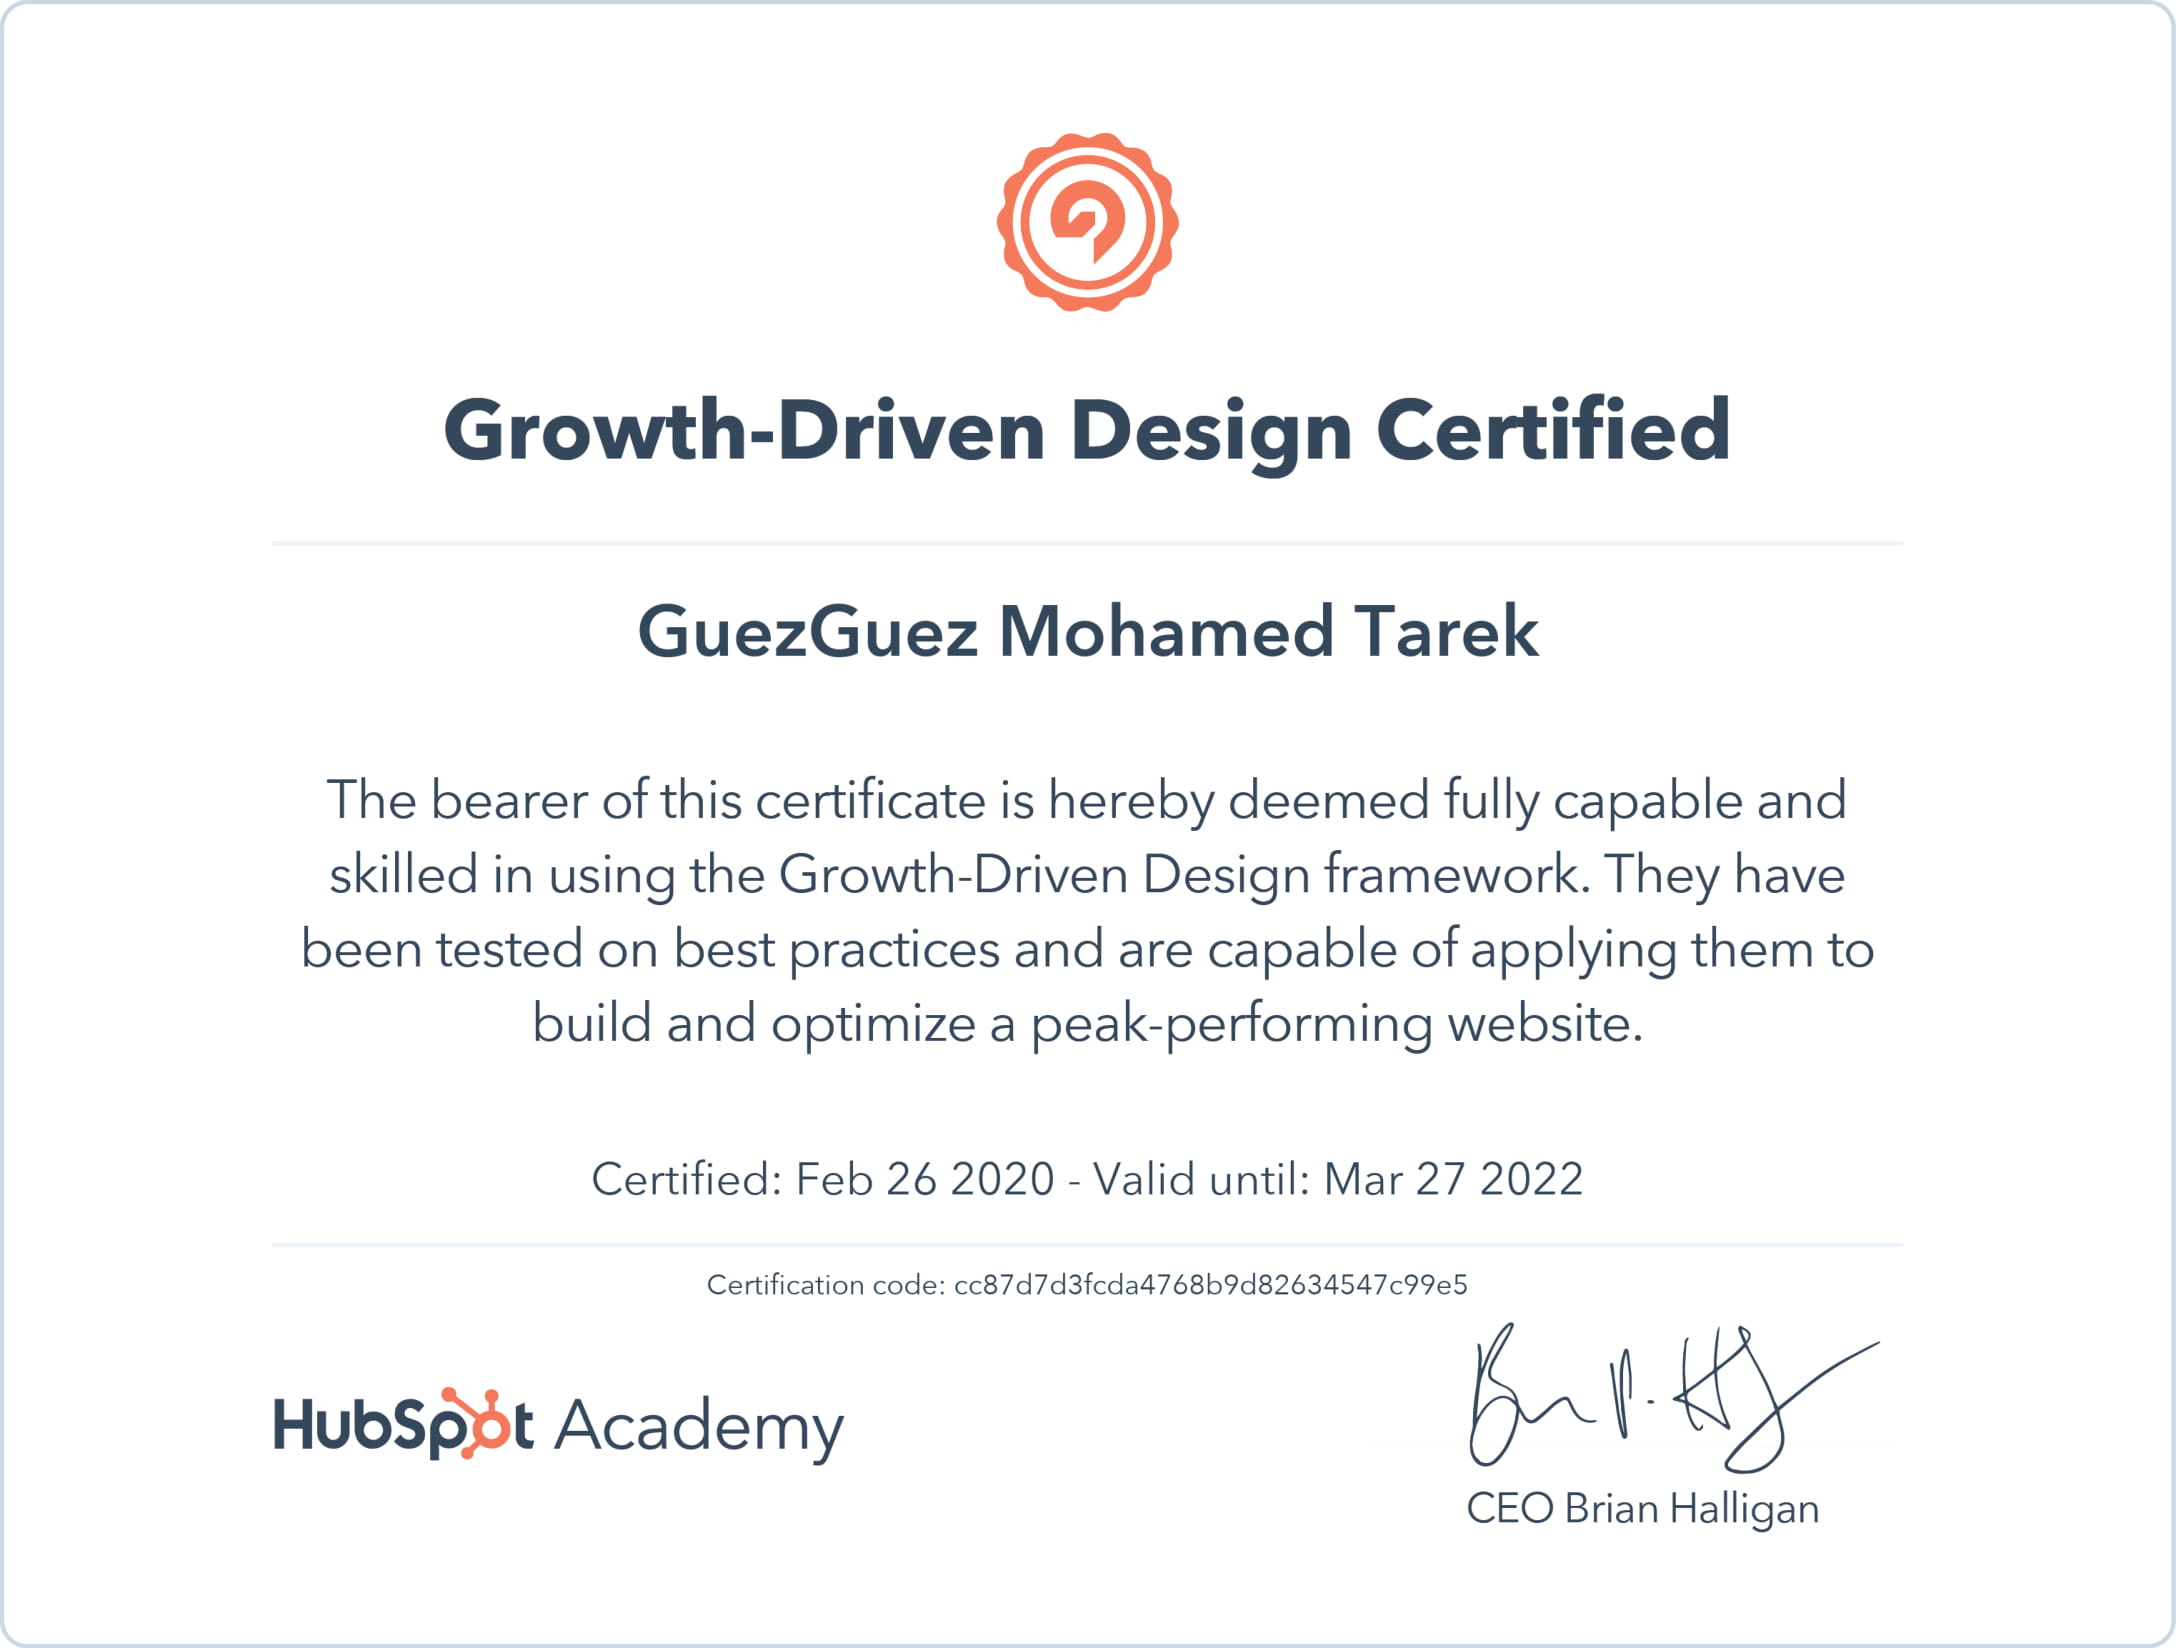 Growth-Driven Design Certified
GuezGuez Mohamed Tarek
The bearer of this certificate is hereby deemed fully capable and
skilled in using the Growth-Driven Design framework. They have
been tested on best practices and are capable of applying them to
build and optimize a peak-performing website.
Certified: Feb 26 2020 - Valid until: Mar 27 2022
Certification code: cc87d7d3fcda4768b9d82634547c99e5
HubSpot Academy
CEO Brian Halligan